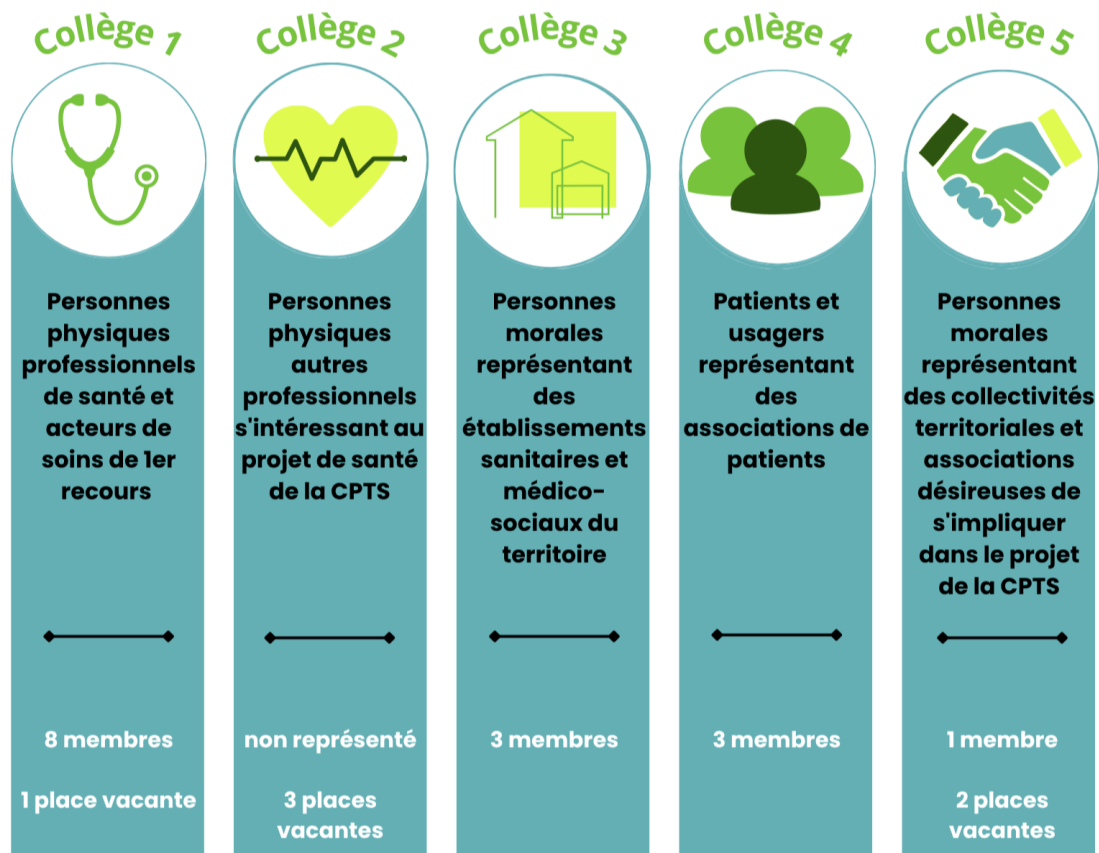 Collège 1
Personnes
physiques
professionnels
de santé et
acteurs de
soins de 1er
recours
8 membres
1 place vacante
Collège 2
Personnes
physiques
autres
professionnels
s'intéressant au
projet de santé
de la CPTS
non représenté
3 places
vacantes
Collège 3
Personnes
morales
représentant
des
établissements
sanitaires et
médico-
sociaux du
territoire
3 membres
Collège 4
Patients et
usagers
représentant
des
associations de
patients
3 membres
Collège 5
Personnes
morales
représentant
des collectivités
territoriales et
associations
désireuses de
s'impliquer
dans le projet
de la CPTS
1 membre
2 places
vacantes